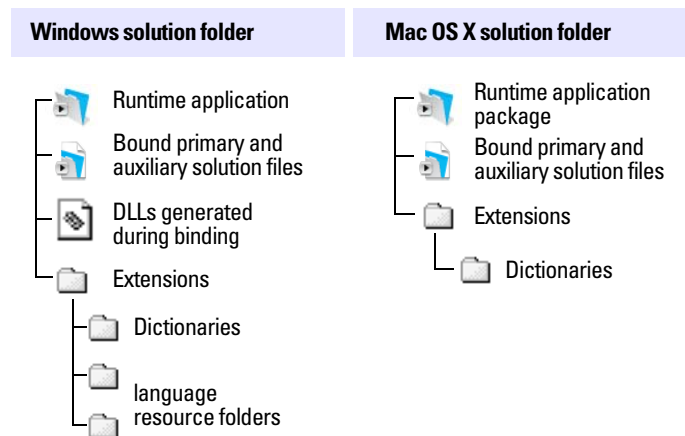 Windows solution folder
Runtime application
Bound primary and
auxiliary solution files
DLLs generated
during binding
Extensions
Dictionaries
language
resource folders
Mac OS X solution folder
Runtime application
package
Bound primary and
auxiliary solution files
Extensions
Dictionaries